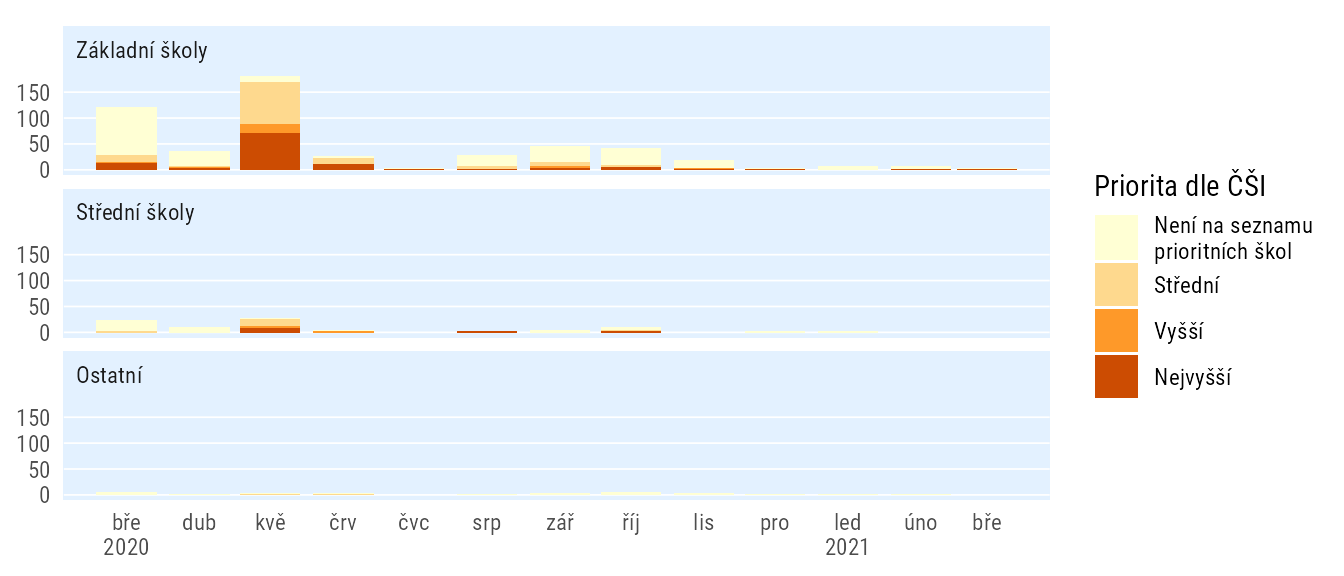 Základní školy
150
100
50
0
Střední školy
150
100
50
0
Ostatní
150
100
50
0
bře dub kvě črv čvc srp zář říj lis pro led úno bře
2020 2021
Priorita dle ČŠI
Není na seznamu
prioritních škol
Střední
Vyšší
Nejvyšší